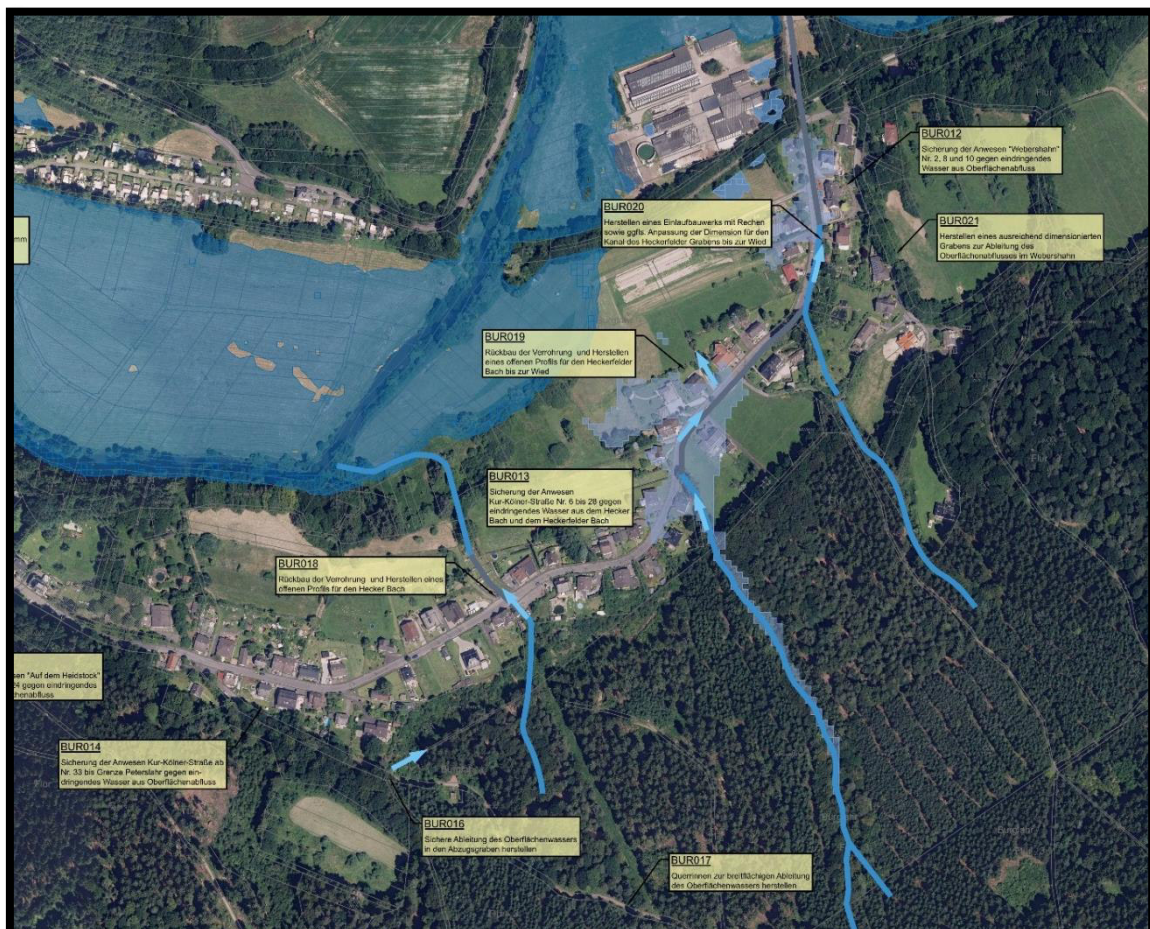 BUR012
Sicherung der Anwesen "Webershahn"
Nr. 2, 8 und 10 gegen eindringendes
Wasser aus Oberflächenabfluss
BUR020
Herstellen eines Einlaufbauwerks mit Rechen
sowie ggfls. Anpassung der Dimension für den
Kanal des Heckerfelder Grabens bis zur Wied
BUR021
Herstellen eines ausreichend dimensionierten
Grabens zur Ableitung des
Oberflächenabflusses im Webershahn
mm
BUR019
Rückbau der Verrohrung und Herstellen
eines offenen Profils für den Heckerfelder
Bach bis zur Wied
BUR013
Sicherung der Anwesen
Kur-Kölner-Straße Nr. 6 bis 28 gegen
eindringendes Wasser aus dem Hecker
Bach und dem Heckerfelder Bach
BUR018
Rückbau der Verrohrung und Herstellen eines
offenen Profils für den Hecker Bach
sen "Auf dem Heidstock"
24 gegen eindringendes
chenabfluss
BUR014
Sicherung der Anwesen Kur-Kölner-Straße ab
Nr. 33 bis Grenze Peterslahr gegen ein-
dringendes Wasser aus Oberflächenabfluss
BUR016
Sichere Ableitung des Oberflächenwassers
in den Abzugsgraben herstellen
BUR017
Querrinnen zur breitflächigen Ableitung
des Oberflächenwassers herstellen